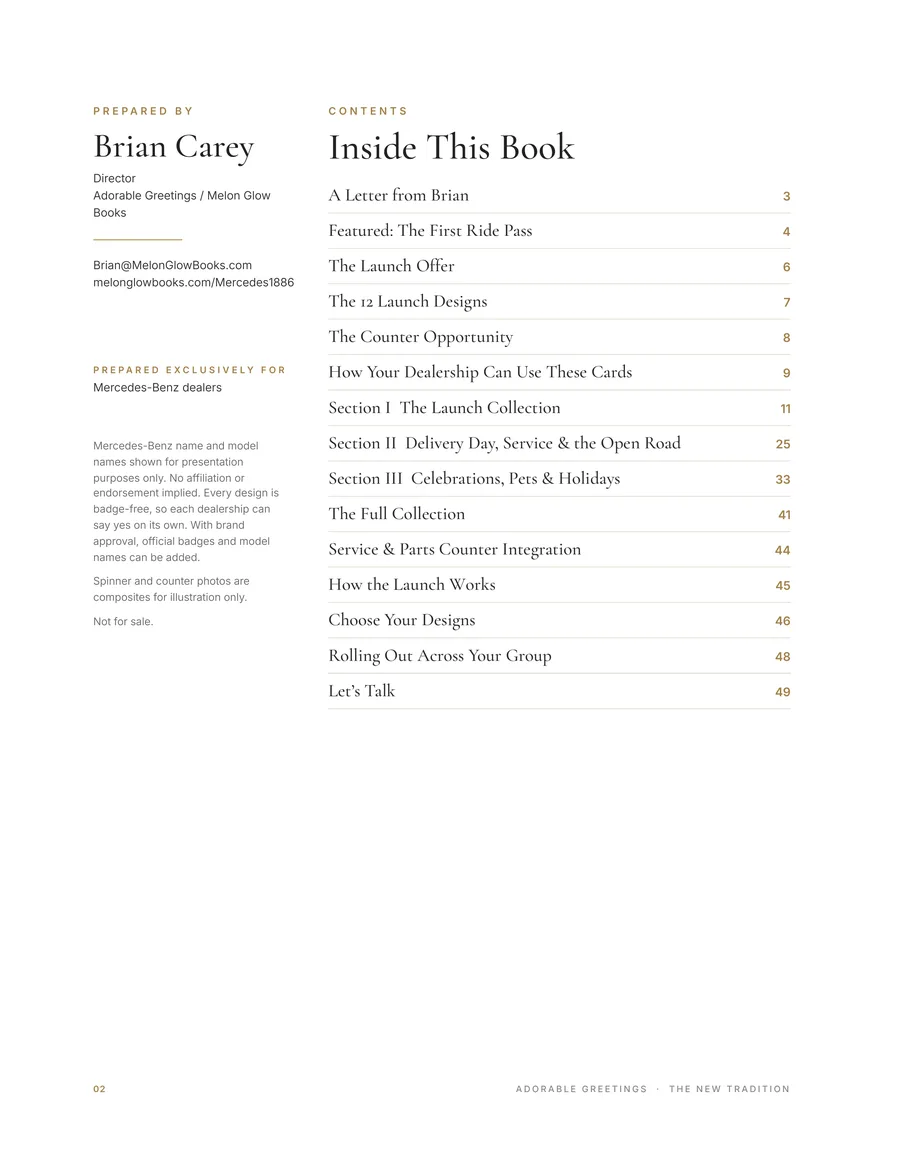 PREPARED BY
Brian Carey
Director
Adorable Greetings / Melon Glow
Books
Brian@MelonGlowBooks.com
melonglowbooks.com/Mercedes1886
PREPARED EXCLUSIVELY FOR
Mercedes-Benz dealers
Mercedes-Benz name and model
names shown for presentation
purposes only. No affiliation or
endorsement implied. Every design is
badge-free, so each dealership can
say yes on its own. With brand
approval, official badges and model
names can be added.
Spinner and counter photos are
composites for illustration only.
Not for sale.
CONTENTS
Inside This Book
A Letter from Brian 3
Featured: The First Ride Pass 4
The Launch Offer 6
The 12 Launch Designs 7
The Counter Opportunity 8
How Your Dealership Can Use These Cards 9
Section I The Launch Collection 11
Section II Delivery Day, Service & the Open Road 25
Section III Celebrations, Pets & Holidays 33
The Full Collection 41
Service & Parts Counter Integration 44
How the Launch Works 45
Choose Your Designs 46
Rolling Out Across Your Group 48
Let’s Talk 49
02
ADORABLE GREETINGS · THE NEW TRADITION